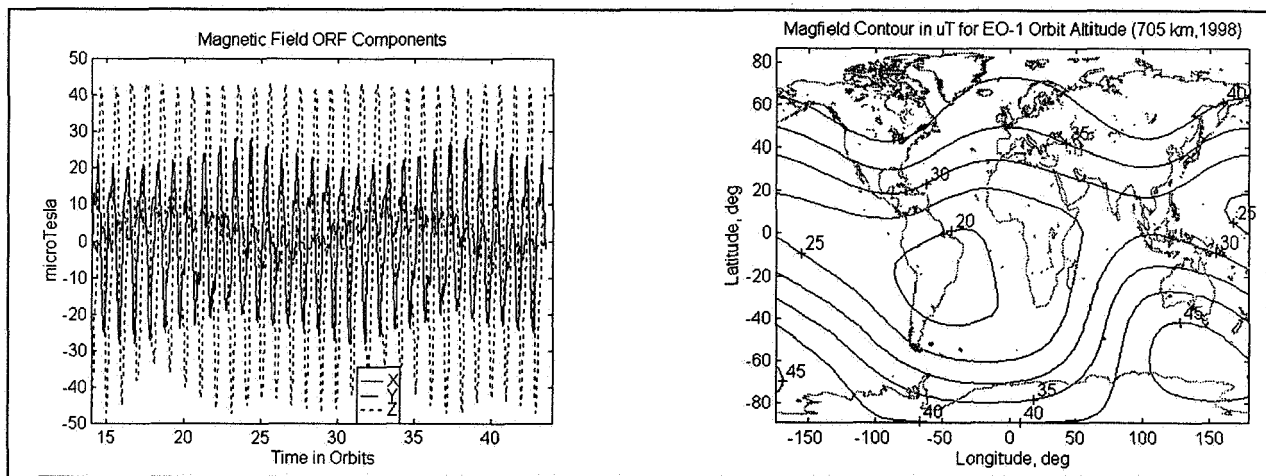 Magnetic Field ORF Components
50
40
30
20
10
0
-10
-20
-30
-40
-50
microTesla
X
Y
Z
15 20 25 30 35 40
Time in Orbits
Magfield Contour in uT for EO-1 Orbit Altitude (705 km,1998)
80
60
40
20
0
-20
-40
-60
-80
Latitude, deg
40
35
30
25
20
25
30
45
45
35
40
40
-150 -100 -50 0 50 100 150
Longitude, deg